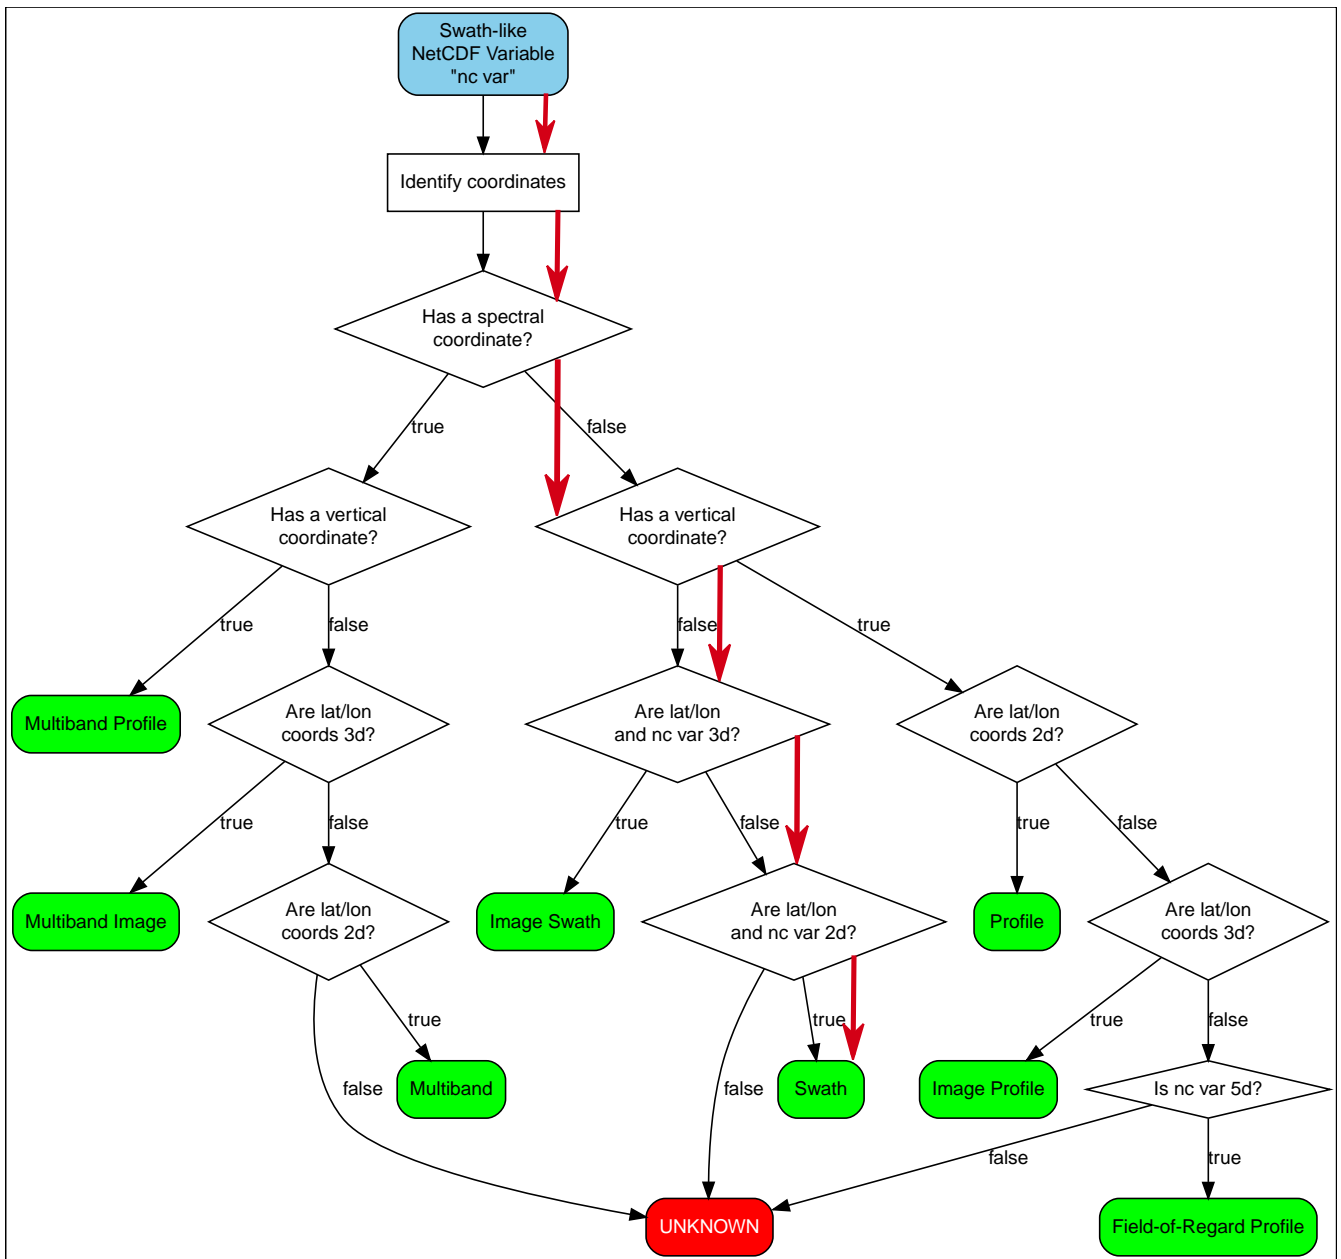 Swath-like
NetCDF Variable
"nc var"
Identify coordinates
Has a spectral
coordinate?
true
false
Has a vertical
coordinate?
Has a vertical
coordinate?
true
false
false
true
Multiband Profile
Are lat/lon
coords 3d?
Are lat/lon
and nc var 3d?
Are lat/lon
coords 2d?
true
false
true
false
true
false
Multiband Image
Are lat/lon
coords 2d?
Image Swath
Are lat/lon
and nc var 2d?
Profile
Are lat/lon
coords 3d?
true
true
true
false
false
Multiband
false
Swath
Image Profile
Is nc var 5d?
false
true
UNKNOWN
Field-of-Regard Profile